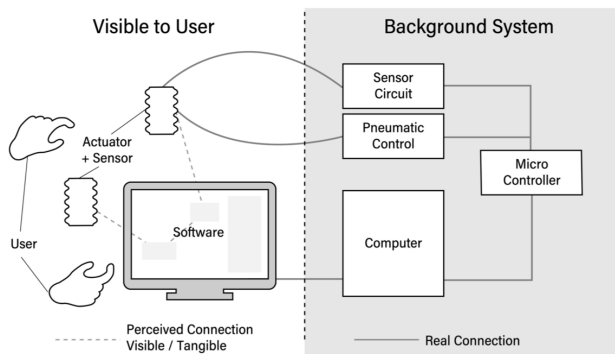 Visible to User
Background System
Sensor
Circuit
Pneumatic
Control
Actuator
+ Sensor
Micro
Controller
User
Software
Computer
Perceived Connection
Visible / Tangible
Real Connection